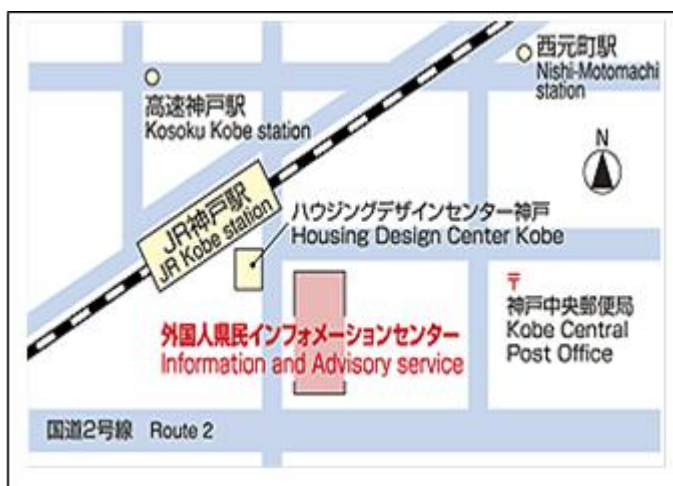 西元町駅
Nishi-Motomachi
station
高速神戸駅
Kosoku Kobe station
N
JR神戸駅
JR Kobe station
ハウジングデザインセンター神戸
Housing Design Center Kobe
〒
神戸中央郵便局
Kobe Central
Post Office
外国人県民インフォメーションセンター
Information and Advisory service
国道2号線 Route 2